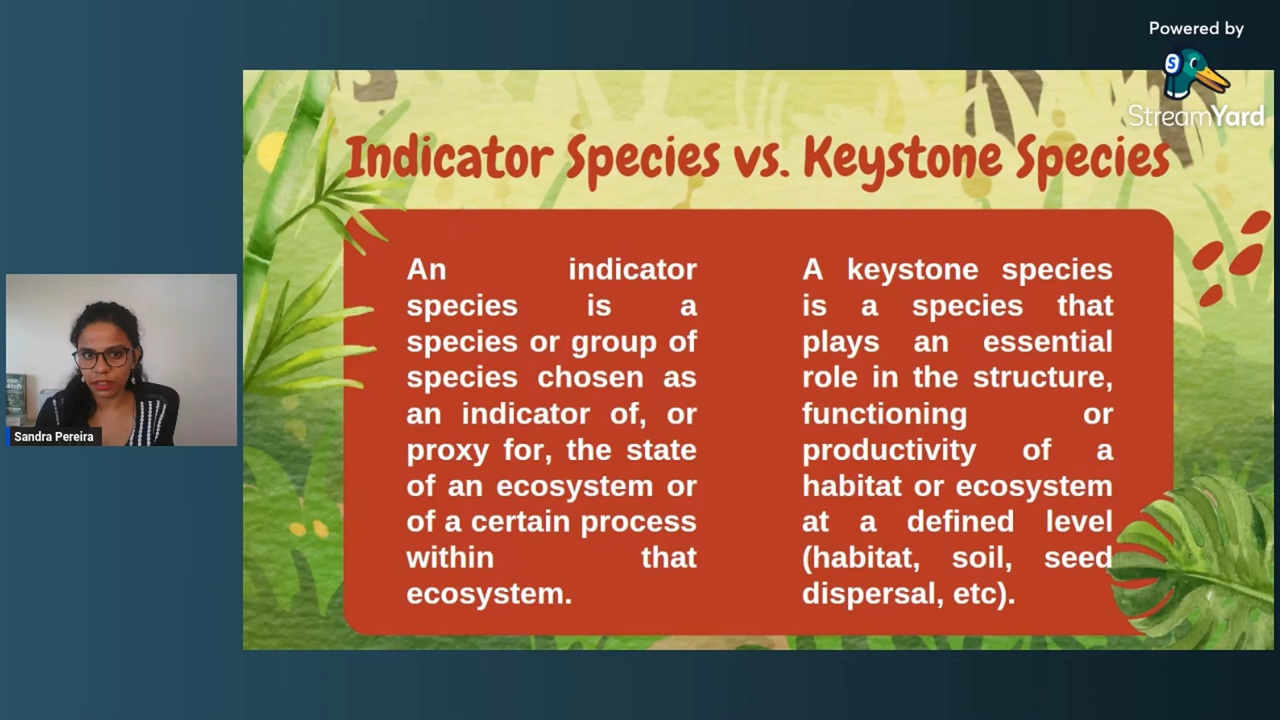 Powered by
StreamYard
Indicator Species vs. Keystone Species
An indicator
species is a
species or group of
species chosen as
an indicator of, or
proxy for, the state
of an ecosystem or
of a certain process
within that
ecosystem.
A keystone species
is a species that
plays an essential
role in the structure,
functioning or
productivity of a
habitat or ecosystem
at a defined level
(habitat, soil, seed
dispersal, etc).
Sandra Pereira